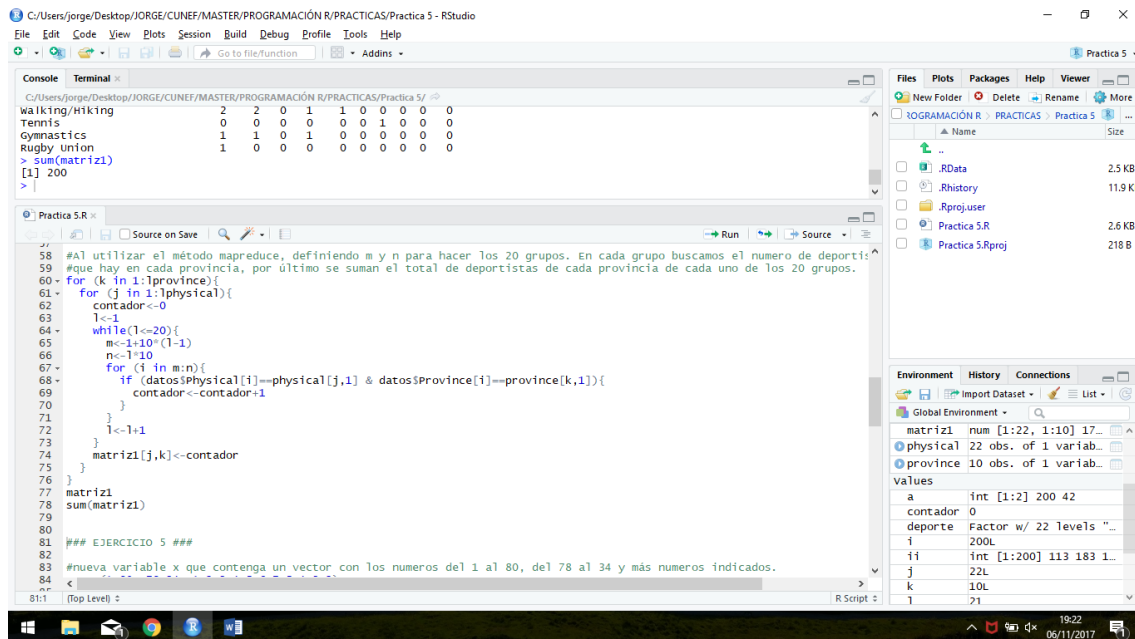 C:/Users/jorge/Desktop/JORGE/CUNEF/MASTER/PROGRAMACIÓN R/PRACTICAS/Practica 5 - RStudio
File Edit Code View Plots Session Build Debug Profile Tools Help
Go to file/function Addins Practica 5
Console Terminal
C:/Users/jorge/Desktop/JORGE/CUNEF/MASTER/PROGRAMACIÓN R/PRACTICAS/Practica 5/
Walking/Hiking 2 2 0 1 1 0 0 0 0 0
Tennis 0 0 0 0 0 0 1 0 0 0
Gymnastics 1 1 0 1 0 0 0 0 0 0
Rugby Union 1 0 0 0 0 0 0 0 0 0
> sum(matriz1)
[1] 200
>
Practica 5.R
Source on Save Run Source
57
58 #Al utilizar el método mapreduce, definiendo m y n para hacer los 20 grupos. En cada grupo buscamos el numero de deportis
59 #que hay en cada provincia, por último se suman el total de deportistas de cada provincia de cada uno de los 20 grupos.
60 for (k in 1:lprovince){
61 for (j in 1:lphysical){
62 contador<-0
63 l<-1
64 while(l<=20){
65 m<-1+10*(l-1)
66 n<-l*10
67 for (i in m:n){
68 if (datos$Physical[i]==physical[j,1] & datos$Province[i]==province[k,1]){
69 contador<-contador+1
70 }
71 }
72 l<-l+1
73 }
74 matriz1[j,k]<-contador
75 }
76 }
77 matriz1
78 sum(matriz1)
79
80
81 ### EJERCICIO 5 ###
82
83 #nueva variable x que contenga un vector con los numeros del 1 al 80, del 78 al 34 y más numeros indicados.
84
81:1 (Top Level) R Script
Files Plots Packages Help Viewer
New Folder Delete Rename More
ROGRAMACIÓN R > PRACTICAS > Practica 5 ...
Name Size
..
.RData 2.5 KB
.Rhistory 11.9 K
.Rproj.user
Practica 5.R 2.6 KB
Practica 5.Rproj 218 B
Environment History Connections
Import Dataset List
Global Environment
matriz1 num [1:22, 1:10] 17…
physical 22 obs. of 1 variab…
province 10 obs. of 1 variab…
Values
a int [1:2] 200 42
contador 0
deporte Factor w/ 22 levels "…
i 200L
ii int [1:200] 113 183 1…
j 22L
k 10L
l 21
19:22
06/11/2017